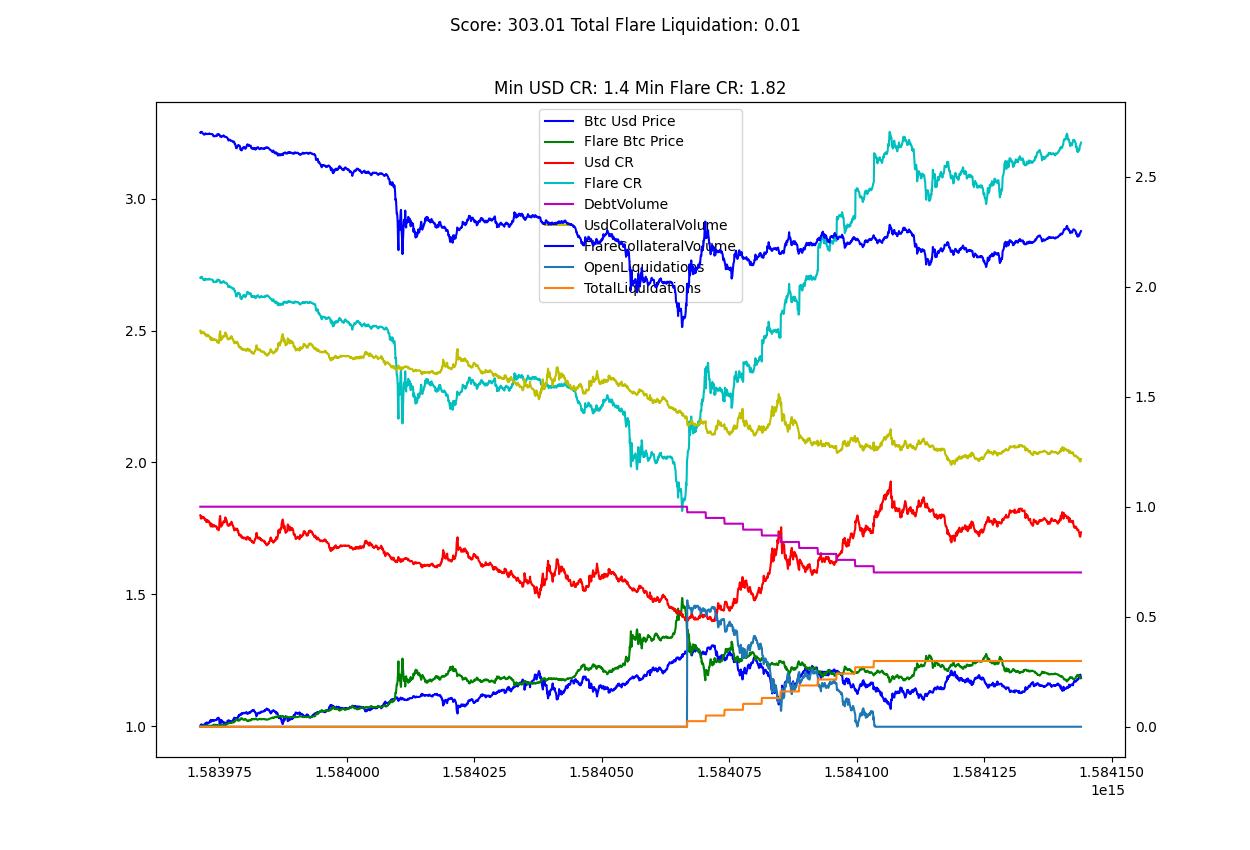 Score: 303.01 Total Flare Liquidation: 0.01
Min USD CR: 1.4 Min Flare CR: 1.82
Btc Usd Price
Flare Btc Price
Usd CR
Flare CR
DebtVolume
UsdCollateralVolume
FlareCollateralVolume
OpenLiquidations
TotalLiquidations
3.0
2.5
2.0
1.5
1.0
2.5
2.0
1.5
1.0
0.5
0.0
1.583975 1.584000 1.584025 1.584050 1.584075 1.584100 1.584125 1.584150
1e15